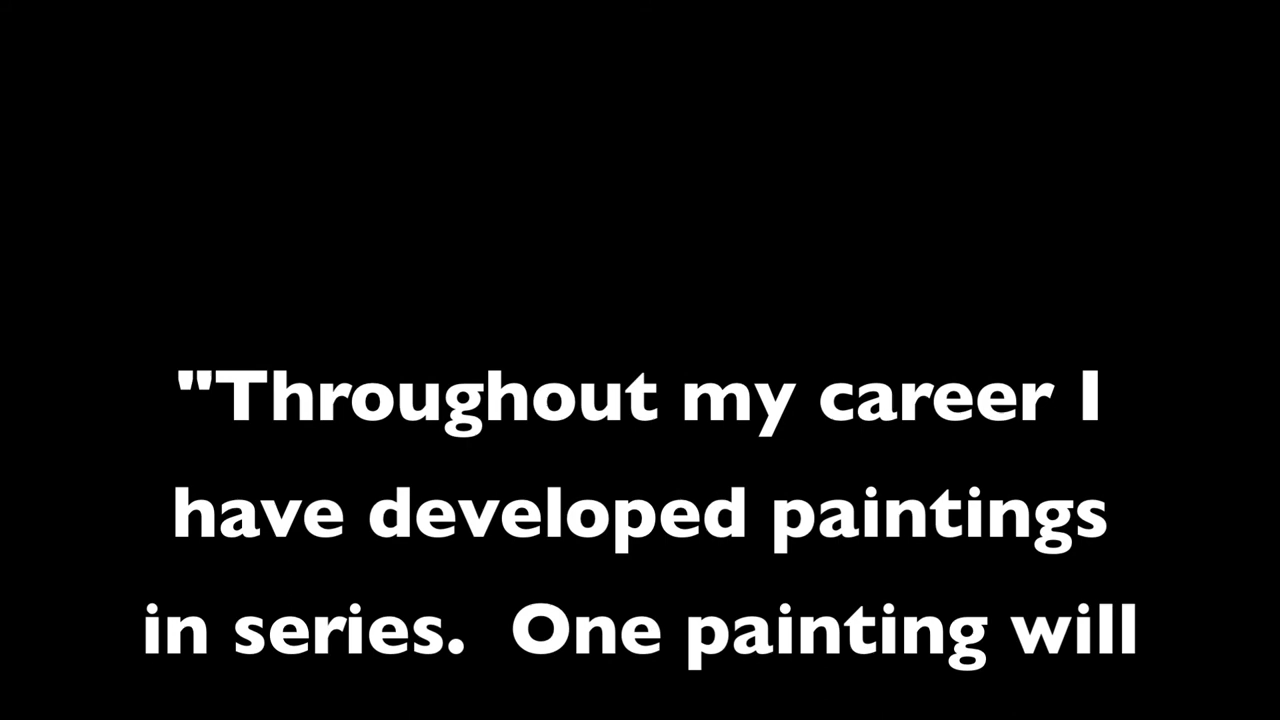 "Throughout my career I
have developed paintings
in series.  One painting will